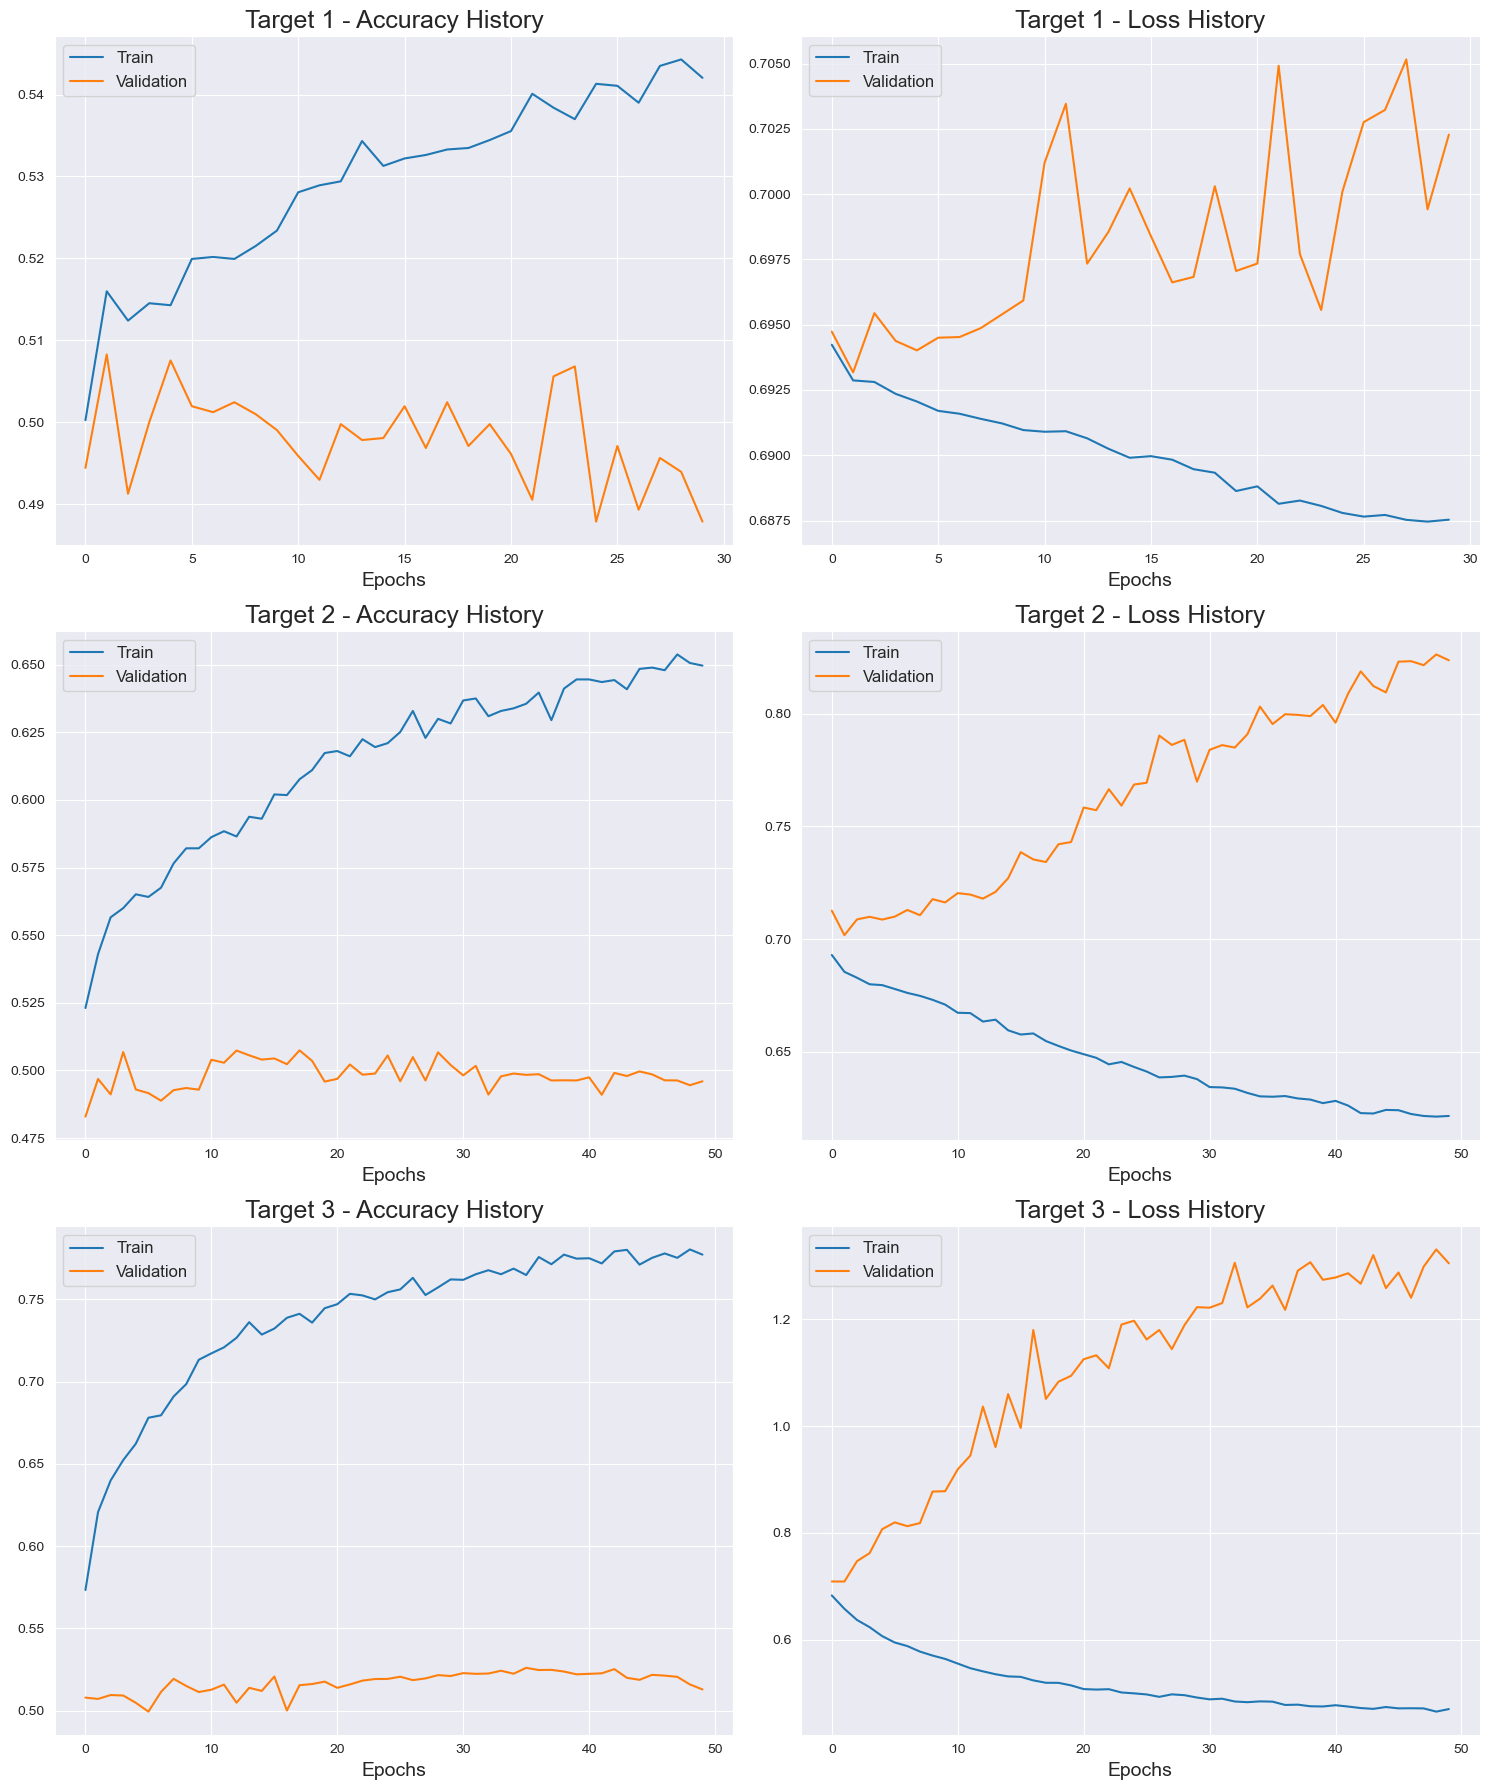 Target 1 - Accuracy History
Train
Validation
0.54
0.53
0.52
0.51
0.50
0.49
0 5 10 15 20 25 30
Epochs
Target 1 - Loss History
Train
Validation
0.7050
0.7025
0.7000
0.6975
0.6950
0.6925
0.6900
0.6875
0 5 10 15 20 25 30
Epochs
Target 2 - Accuracy History
Train
Validation
0.650
0.625
0.600
0.575
0.550
0.525
0.500
0.475
0 10 20 30 40 50
Epochs
Target 2 - Loss History
Train
Validation
0.80
0.75
0.70
0.65
0 10 20 30 40 50
Epochs
Target 3 - Accuracy History
Train
Validation
0.75
0.70
0.65
0.60
0.55
0.50
0 10 20 30 40 50
Epochs
Target 3 - Loss History
Train
Validation
1.2
1.0
0.8
0.6
0 10 20 30 40 50
Epochs